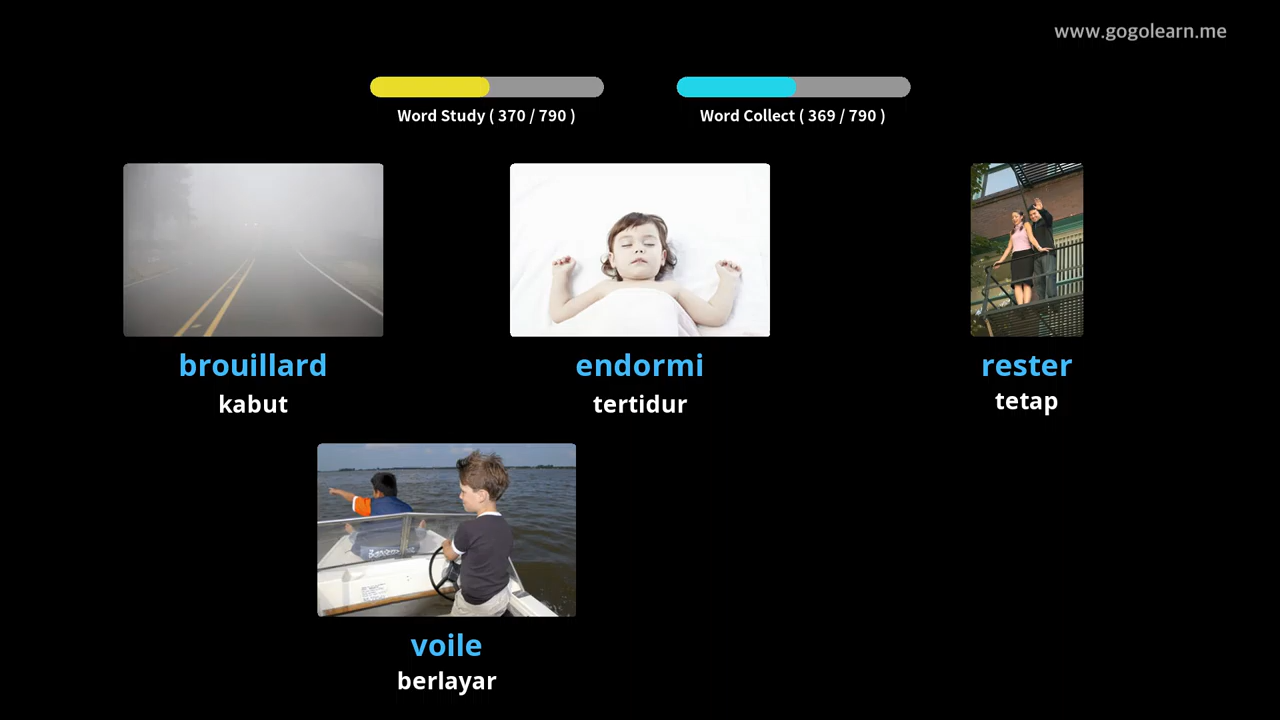 www.gogolearn.me
Word Study ( 370 / 790 )
Word Collect ( 369 / 790 )
brouillard
kabut
endormi
tertidur
rester
tetap
voile
berlayar